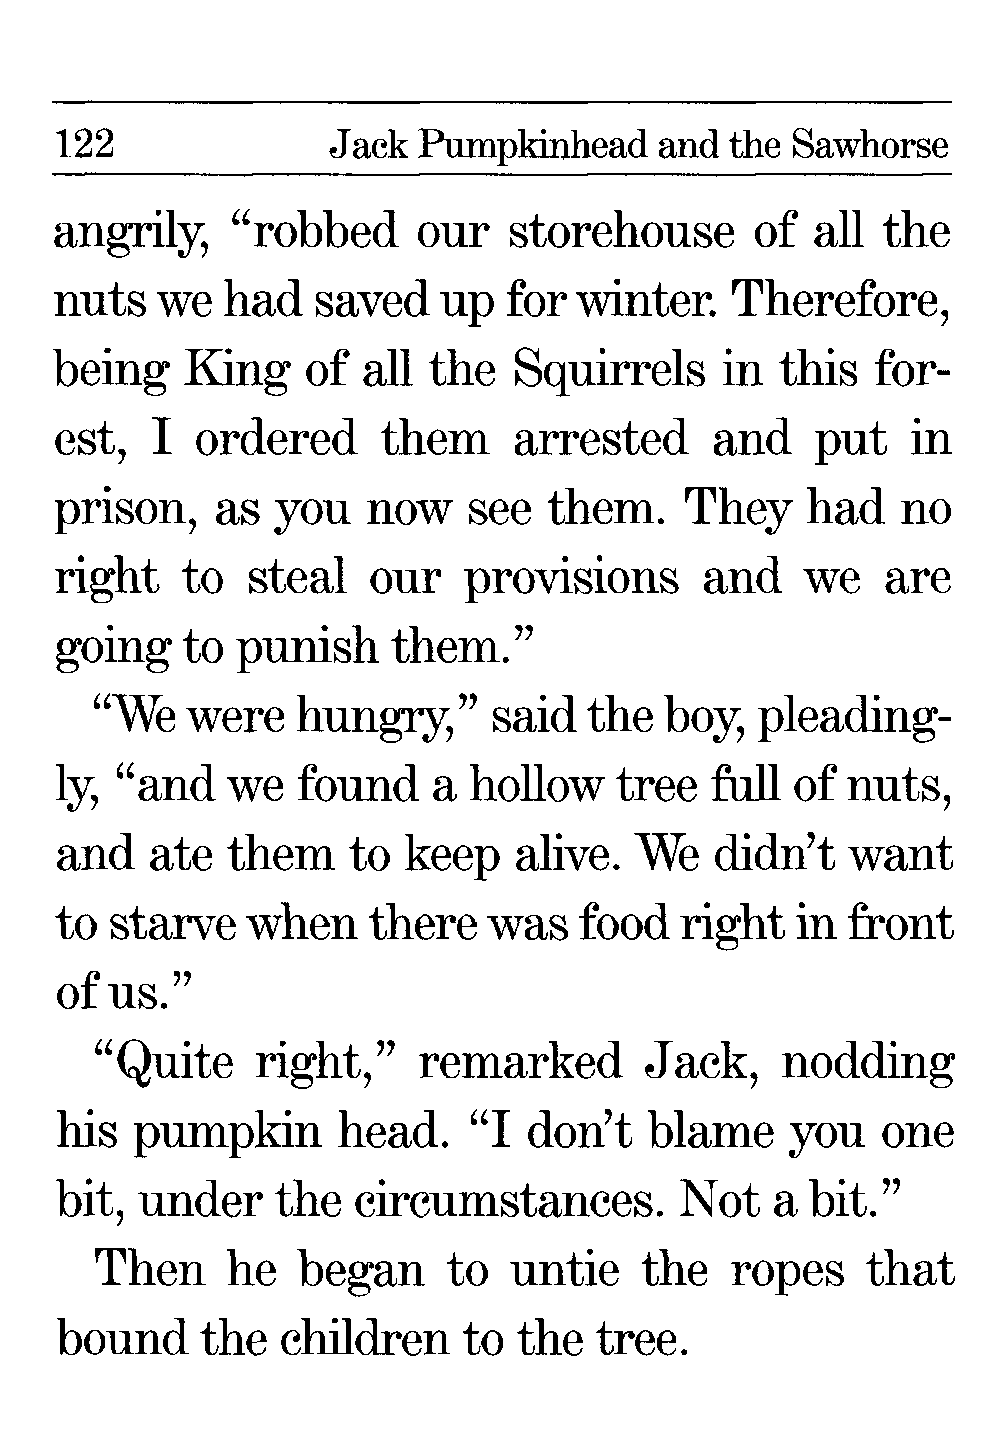 122 Jack Pumpkinhead and the Sawhorse
angrily, “robbed our storehouse of all the
nuts we had saved up for winter. Therefore,
being King of all the Squirrels in this for-
est, I ordered them arrested and put in
prison, as you now see them. They had no
right to steal our provisions and we are
going to punish them.”
“We were hungry,” said the boy, pleading-
ly, “and we found a hollow tree full of nuts,
and ate them to keep alive. We didn’t want
to starve when there was food right in front
of us.”
“Quite right,” remarked Jack, nodding
his pumpkin head. “I don’t blame you one
bit, under the circumstances. Not a bit.”
Then he began to untie the ropes that
bound the children to the tree.